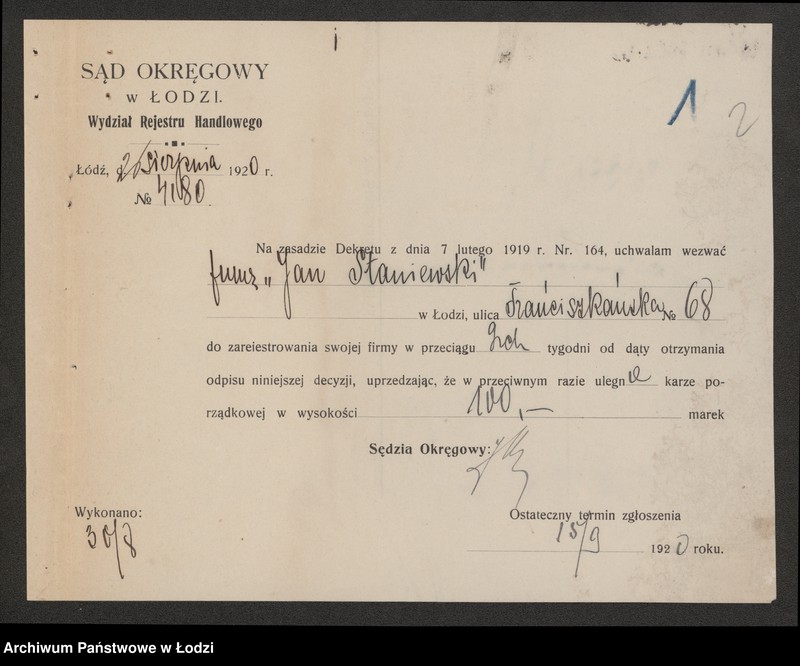 1
2
SĄD OKRĘGOWY
w ŁODZI.
Wydział Rejestru Handlowego
Łódź, d. sierpnia 1920 r.
№ 4180
Na zasadzie Dekretu z dnia 7 lutego 1919 r. Nr. 164, uchwalam wezwać
firmę „Jan Staniewski"
w Łodzi, ulica Franciszkańska № 68
do zareiestrowania swojej firmy w przeciągu 2ch tygodni od daty otrzymania
odpisu niniejszej decyzji, uprzedzając, że w przeciwnym razie ulegnie karze po-
rządkowej w wysokości 100,— marek
Sędzia Okręgowy:
Wykonano:
30/8
Ostateczny termin zgłoszenia
15/9 1920 roku.
Archiwum Państwowe w Łodzi